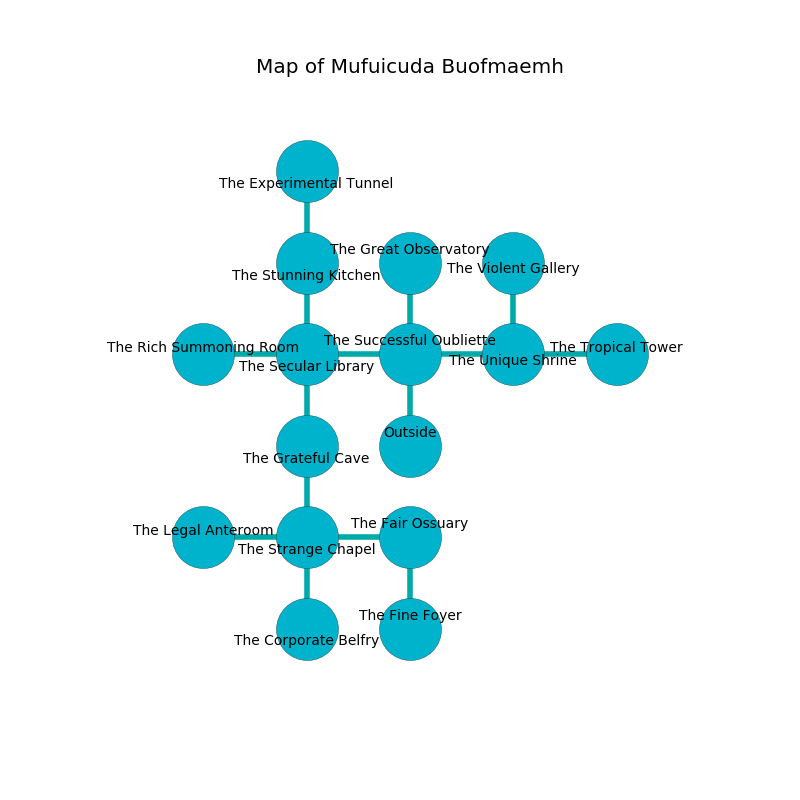 Map of Mufuicuda Buofmaemh
The Experimental Tunnel
The Great Observatory
The Violent Gallery
The Stunning Kitchen
The Successful Oubliette
The Rich Summoning Room
The Tropical Tower
The Unique Shrine
The Secular Library
Outside
The Grateful Cave
The Fair Ossuary
The Legal Anteroom
The Strange Chapel
The Fine Foyer
The Corporate Belfry